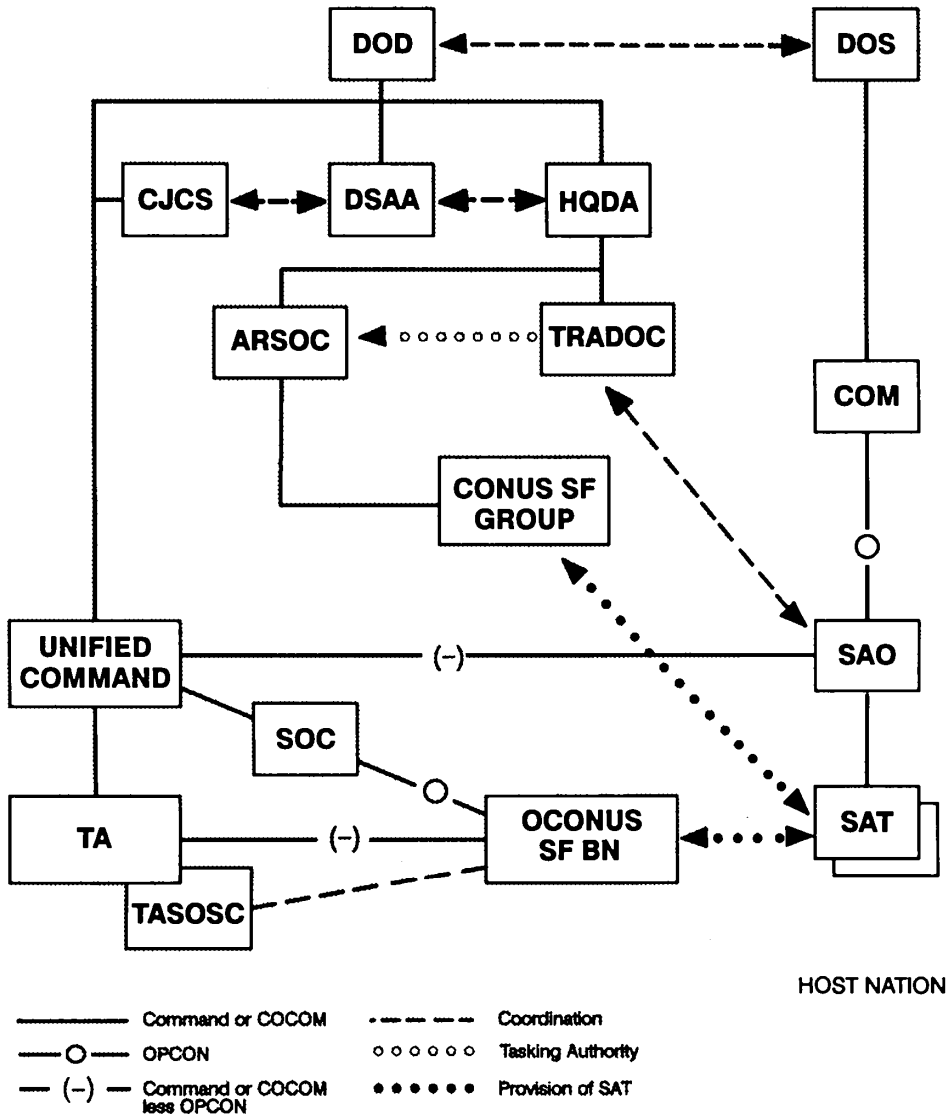 DOD
DOS
CJCS
DSAA
HQDA
ARSOC
TRADOC
COM
CONUS SF
GROUP
UNIFIED
COMMAND
(–)
SAO
SOC
TA
(–)
OCONUS
SF BN
SAT
TASOSC
HOST NATION
Command or COCOM
Coordination
OPCON
Tasking Authority
(–)
Command or COCOM
less OPCON
Provision of SAT